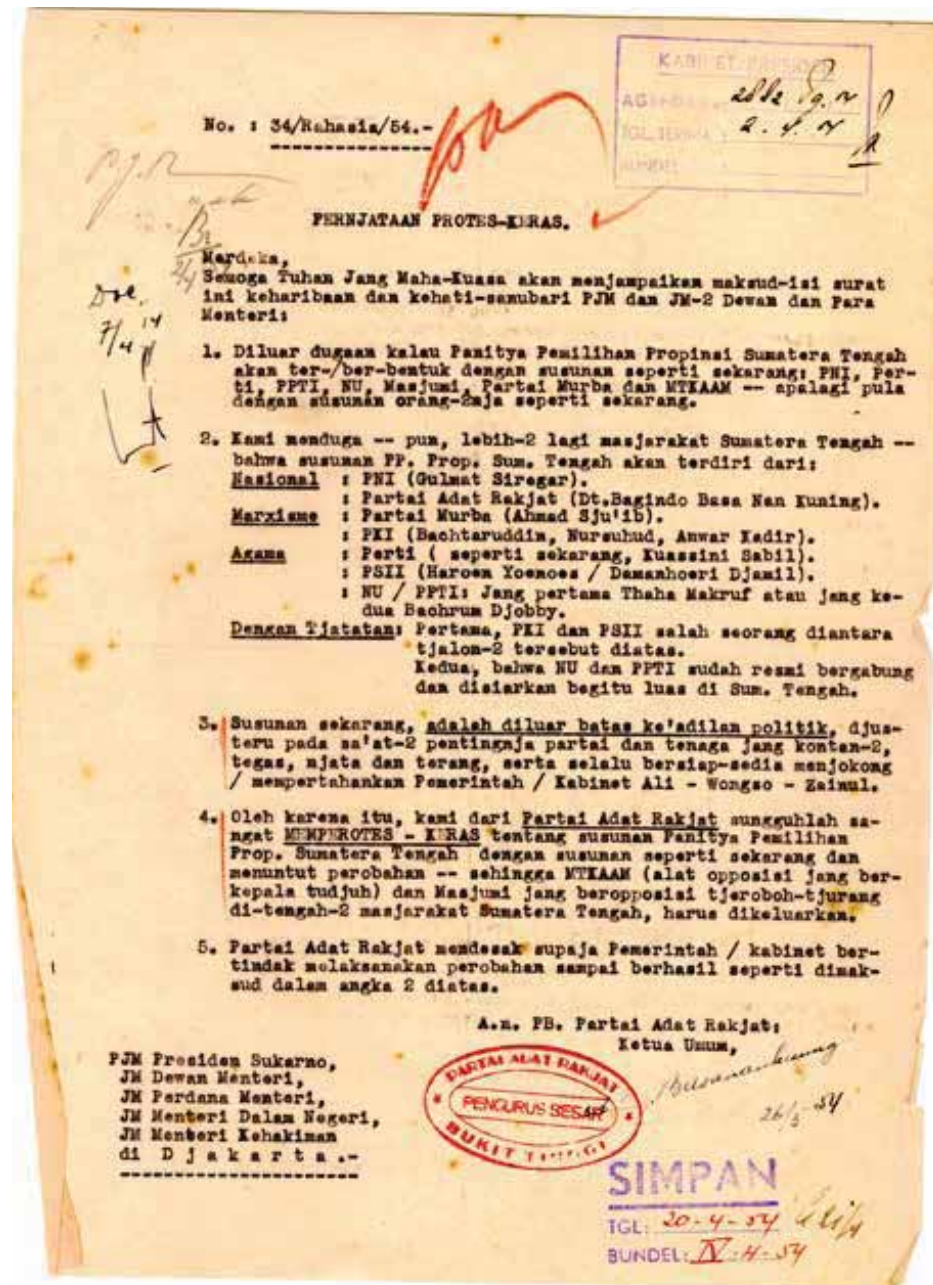 KABINET PRESIDEN
AGENDA
2882
TGL. TERIMA :
2.4.54
BUNDEL :
No. : 34/Rahasia/54.-
PERNJATAAN PROTES-KERAS.
Merdeka,
Semoga Tuhan Jang Maha-Kuasa akan menjampaikan maksud-isi surat
ini keharibaan dan kehati-sanubari PJM dan JM-2 Dewan dan Para
Menteri:
1. Diluar dugaan kalau Panitya Pemilihan Propinsi Sumatera Tengah
akan ter-/ber-bentuk dengan susunan seperti sekarang: PNI, Per-
ti, PPTI, NU, Masjumi, Partai Murba dan MTKAAM -- apalagi pula
dengan susunan orang-2nja seperti sekarang.
2. Kami menduga -- pun, lebih-2 lagi masjarakat Sumatera Tengah --
bahwa susunan PP. Prop. Sum. Tengah akan terdiri dari:
Nasional : PNI (Gulmat Siregar).
: Partai Adat Rakjat (Dt.Bagindo Basa Nan Kuning).
Marxisme : Partai Murba (Ahmad Sju'ib).
: PKI (Bachtaruddin, Nursuhud, Anwar Kadir).
Agama : Perti ( seperti sekarang, Kuassini Sabil).
: PSII (Haroen Yoenoes / Damanhoeri Djamil).
: NU / PPTI: Jang pertama Thaha Makruf atau jang ke-
dua Bachrum Djobby.
Dengan Tjatatan: Pertama, PKI dan PSII salah seorang diantara
tjalon-2 tersebut diatas.
Kedua, bahwa NU dan PPTI sudah resmi bergabung
dan disiarkan begitu luas di Sum. Tengah.
3. Susunan sekarang, adalah diluar batas ke'adilan politik, djus-
teru pada sa'at-2 pentingnja partai dan tenaga jang kontan-2,
tegas, njata dan terang, serta selalu bersiap-sedia menjokong
/ mempertahankan Pemerintah / Kabinet Ali - Wongso - Zainul.
4. Oleh karena itu, kami dari Partai Adat Rakjat sungguhlah sa-
ngat MEMPEROTES - KERAS tentang susunan Panitya Pemilihan
Prop. Sumatera Tengah dengan susunan seperti sekarang dan
menuntut perobahan -- sehingga MTKAAM (alat opposisi jang ber-
kepala tudjuh) dan Masjumi jang beropposisi tjeroboh-tjurang
di-tengah-2 masjarakat Sumatera Tengah, harus dikeluarkan.
5. Partai Adat Rakjat mendesak supaja Pemerintah / kabinet ber-
tindak melaksanakan perobahan sampai berhasil seperti dimak-
sud dalam angka 2 diatas.
A.n. PB. Partai Adat Rakjat:
Ketua Umum,
PJM Presiden Sukarno,
JM Dewan Menteri,
JM Perdana Menteri,
JM Menteri Dalam Negeri,
JM Menteri Kehakiman
di D j a k a r t a .-
PARTAI ADAT RAKJAT
PENGURUS BESAR
BUKIT TINGGI
26/3 54
SIMPAN
TGL: 20-4-54
BUNDEL: IV-4-54